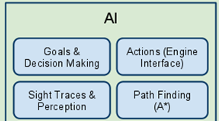 AI
Goals &
Decision Making
Actions (Engine
Interface)
Sight Traces &
Perception
Path Finding
(A*)